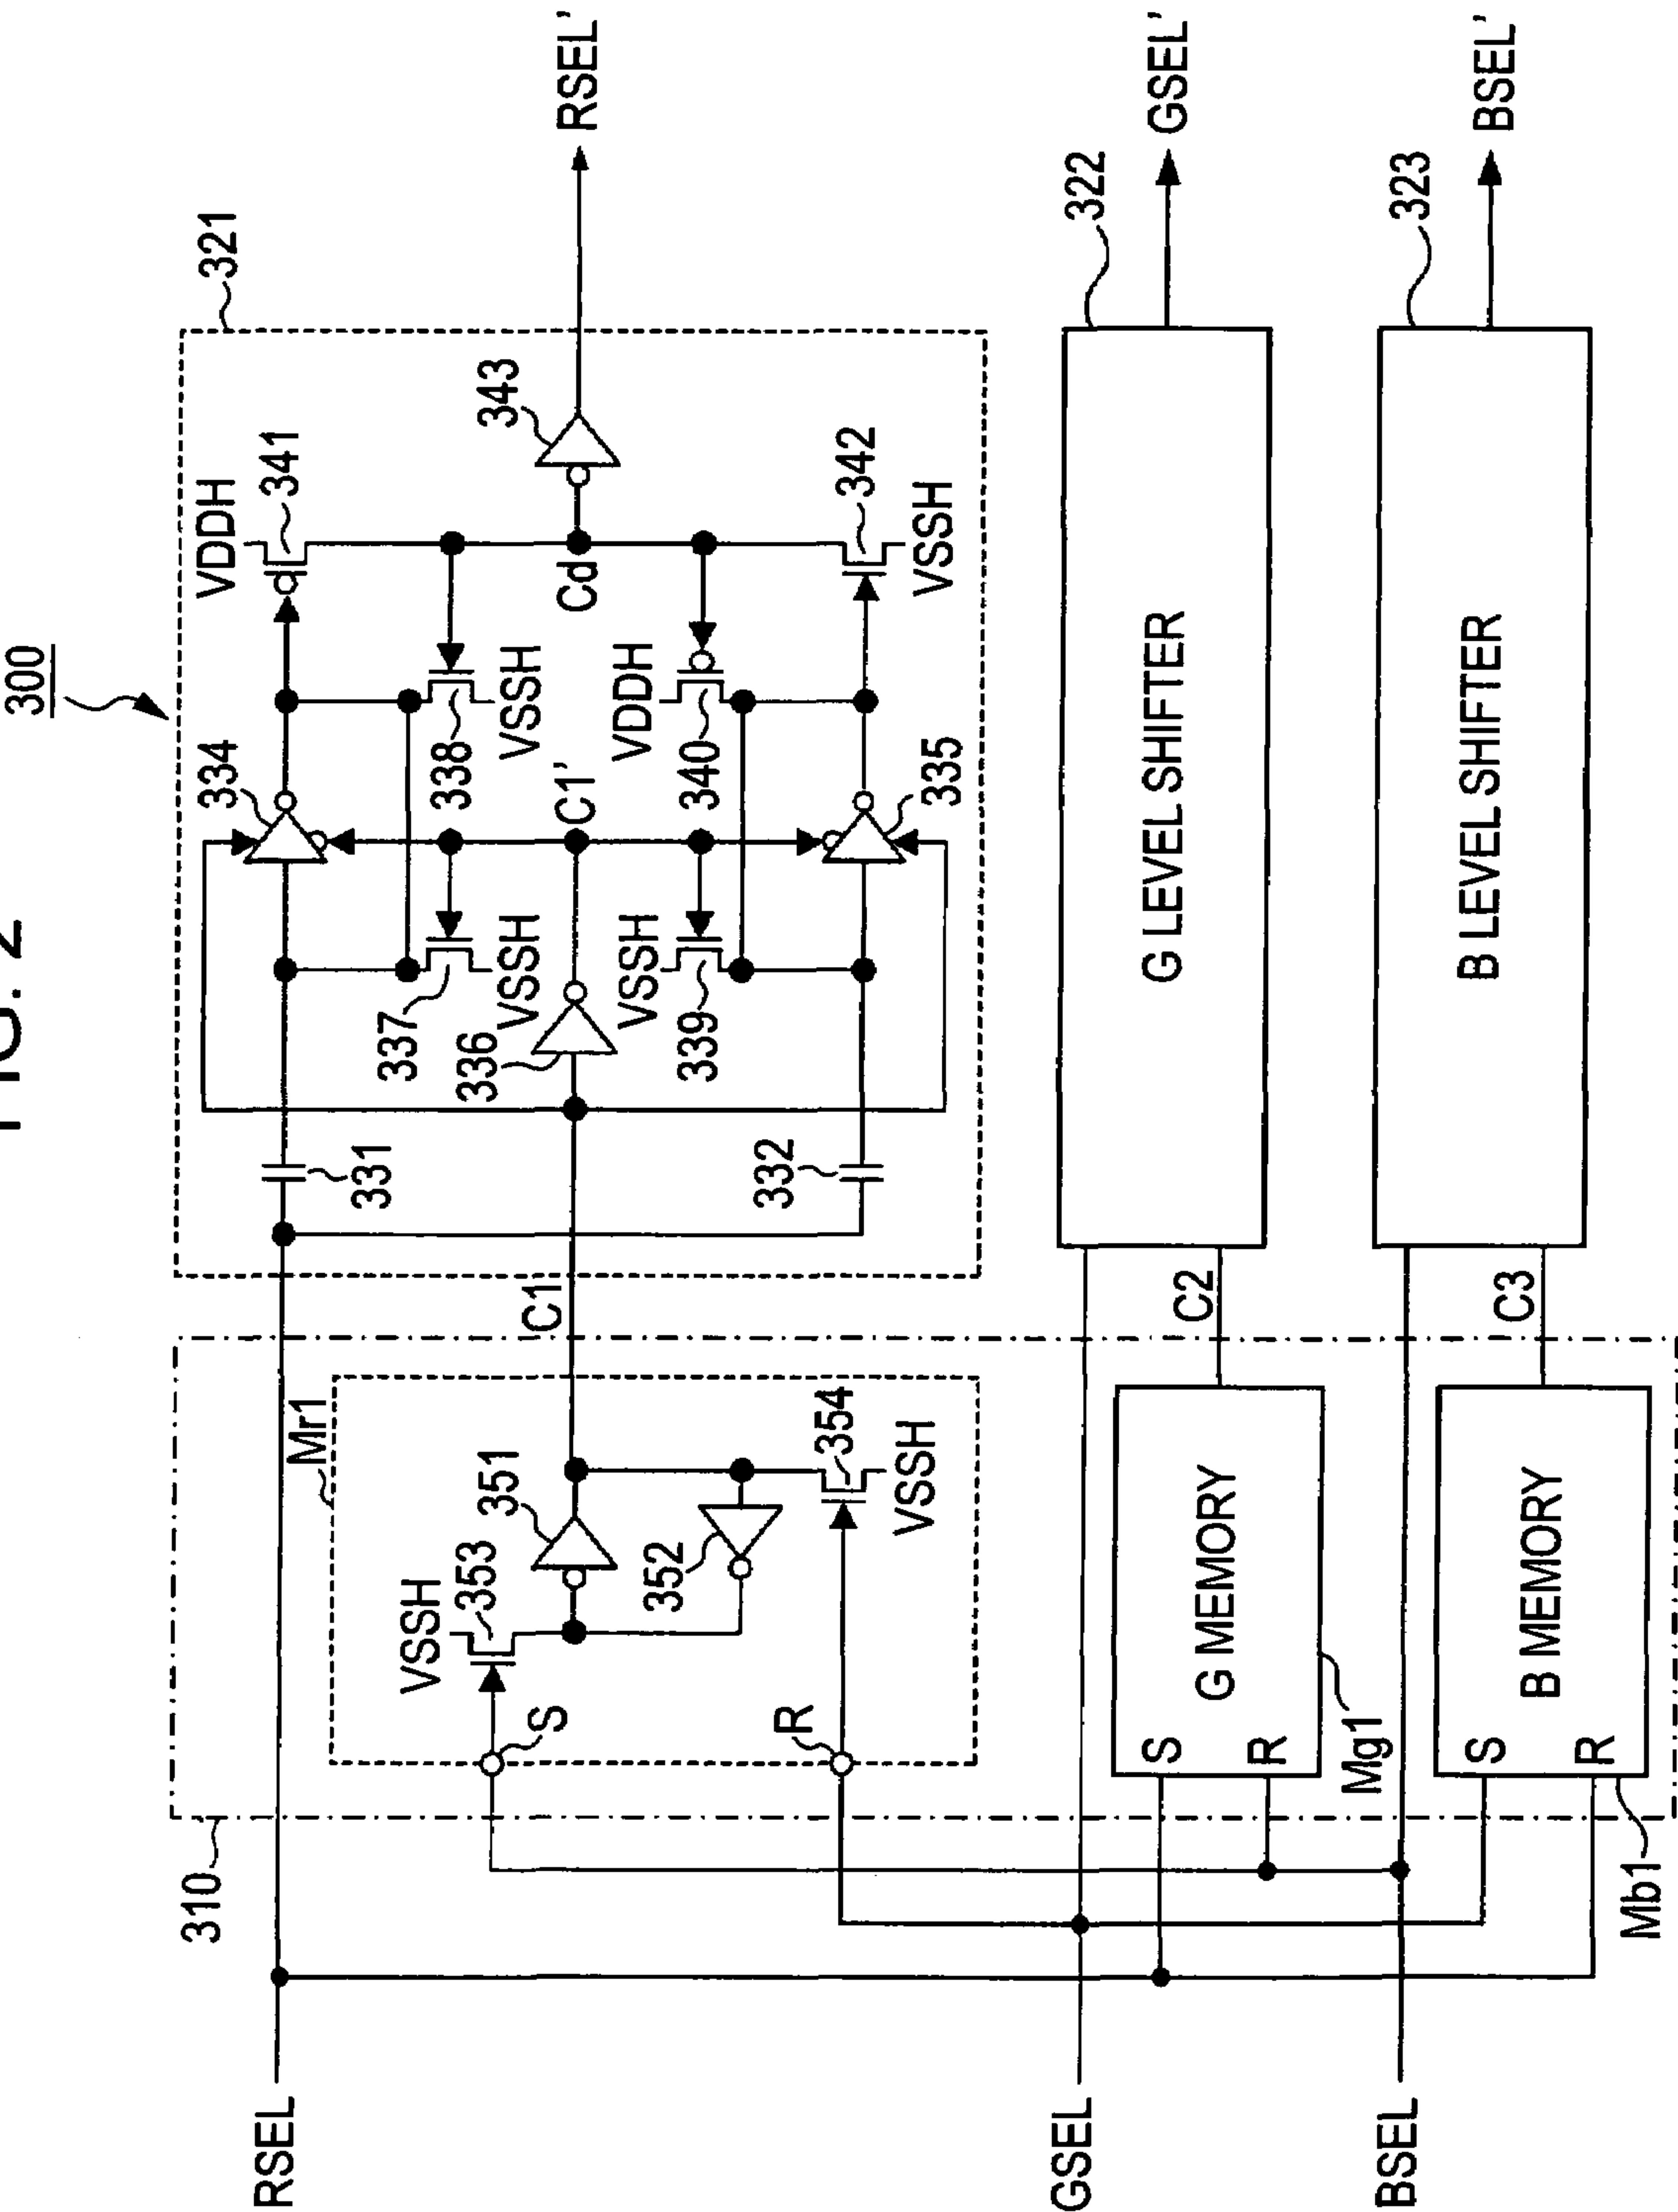 FIG. 2
300
RSEL
GSEL
BSEL
310
Mr1
S
R
VSSH
353
351
352
354
VSSH
C1
321
331
332
334
335
336
337
VSSH
338
VSSH
C1'
VSSH
339
VDDH
340
VDDH
341
Cd
342
VSSH
343
RSEL'
G MEMORY
S
R
Mg1
C2
G LEVEL SHIFTER
322
GSEL'
B MEMORY
S
R
Mb1
C3
B LEVEL SHIFTER
323
BSEL'